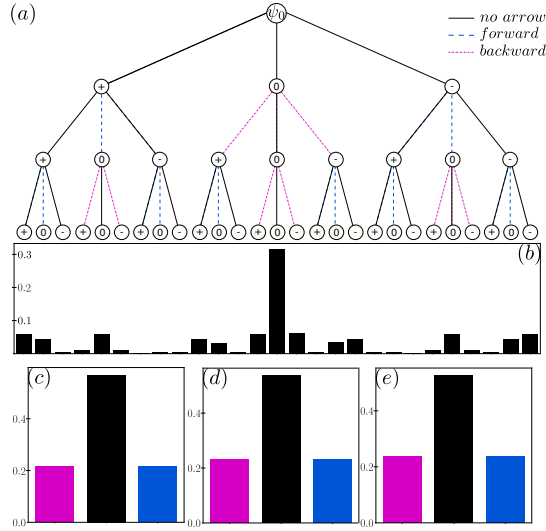 (a)
ψ0
no arrow
forward
backward
+ 0 -
+ 0 - + 0 - + 0 -
+ 0 - + 0 - + 0 - + 0 - + 0 - + 0 - + 0 - + 0 - + 0 -
(b)
0.3
0.2
0.1
(c) (d) (e)
0.4 0.4 0.4
0.2 0.2 0.2
0.0 0.0 0.0